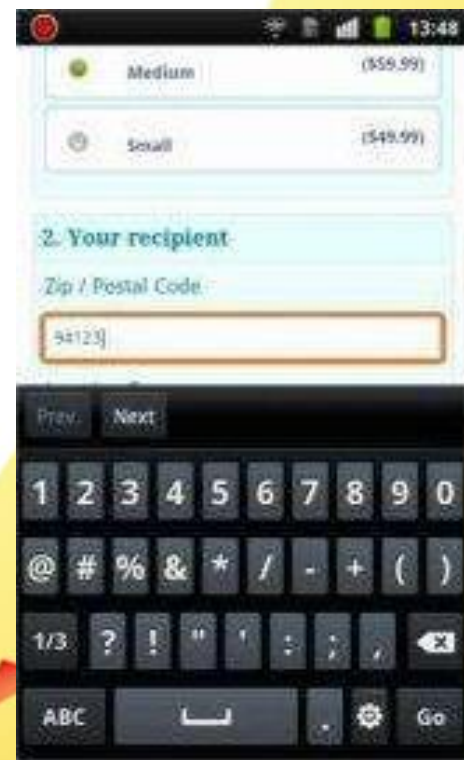 13:48
Medium ($59.99)
Small ($49.99)
2. Your recipient
Zip / Postal Code
94123
Prev. Next
1 2 3 4 5 6 7 8 9 0
@ # % & * / - + ( )
1/3 ? ! " ' : ; ,
ABC . Go